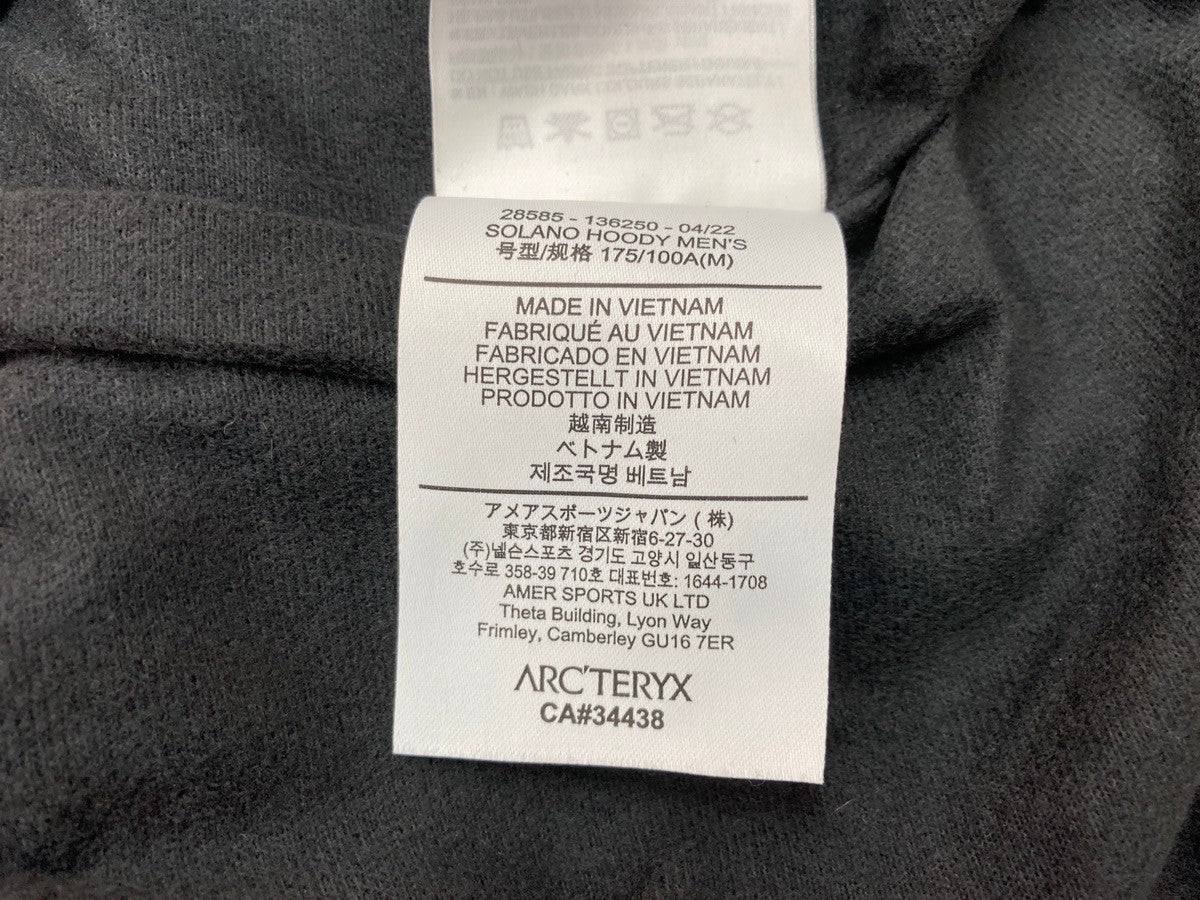 28585 - 136250 - 04/22
SOLANO HOODY MEN'S
号型/规格 175/100A(M)
MADE IN VIETNAM
FABRIQUÉ AU VIETNAM
FABRICADO EN VIETNAM
HERGESTELLT IN VIETNAM
PRODOTTO IN VIETNAM
越南制造
ベトナム製
제조국명 베트남
アメアスポーツジャパン ( 株)
東京都新宿区新宿6-27-30
(주)넬슨스포츠 경기도 고양시 일산동구
호수로 358-39 710호 대표번호: 1644-1708
AMER SPORTS UK LTD
Theta Building, Lyon Way
Frimley, Camberley GU16 7ER
ARC'TERYX
CA#34438